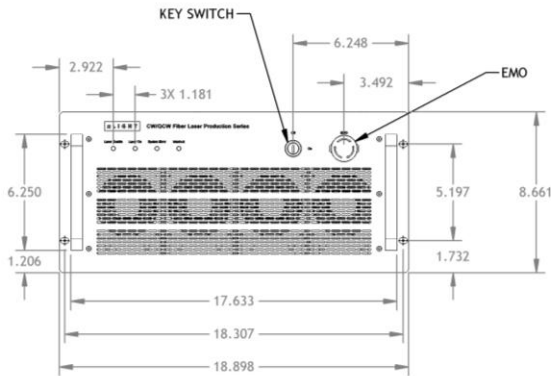 KEY SWITCH
6.248
2.922
3.492
3X 1.181
EMO
CW/QCW Fiber Laser Production Series
6.250
5.197
8.661
1.206
1.732
17.633
18.307
18.898